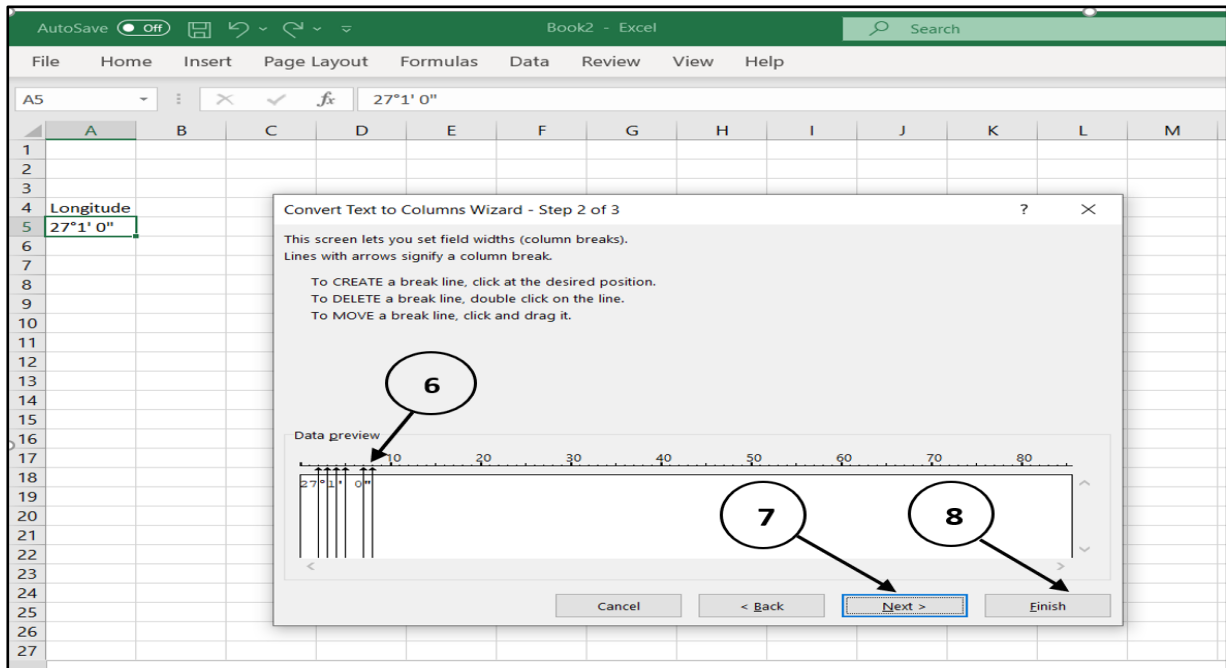 AutoSave Off Book2 - Excel Search
File Home Insert Page Layout Formulas Data Review View Help
A5 fx 27°1' 0"
A B C D E F G H I J K L M
1
2
3
4 Longitude
5 27°1' 0"
6
7
8
9
10
11
12
13
14
15
16
17
18
19
20
21
22
23
24
25
26
27
Convert Text to Columns Wizard - Step 2 of 3 ?
This screen lets you set field widths (column breaks).
Lines with arrows signify a column break.
To CREATE a break line, click at the desired position.
To DELETE a break line, double click on the line.
To MOVE a break line, click and drag it.
6
Data preview
10 20 30 40 50 60 70 80
27°1' 0"
7 8
Cancel < Back Next > Finish